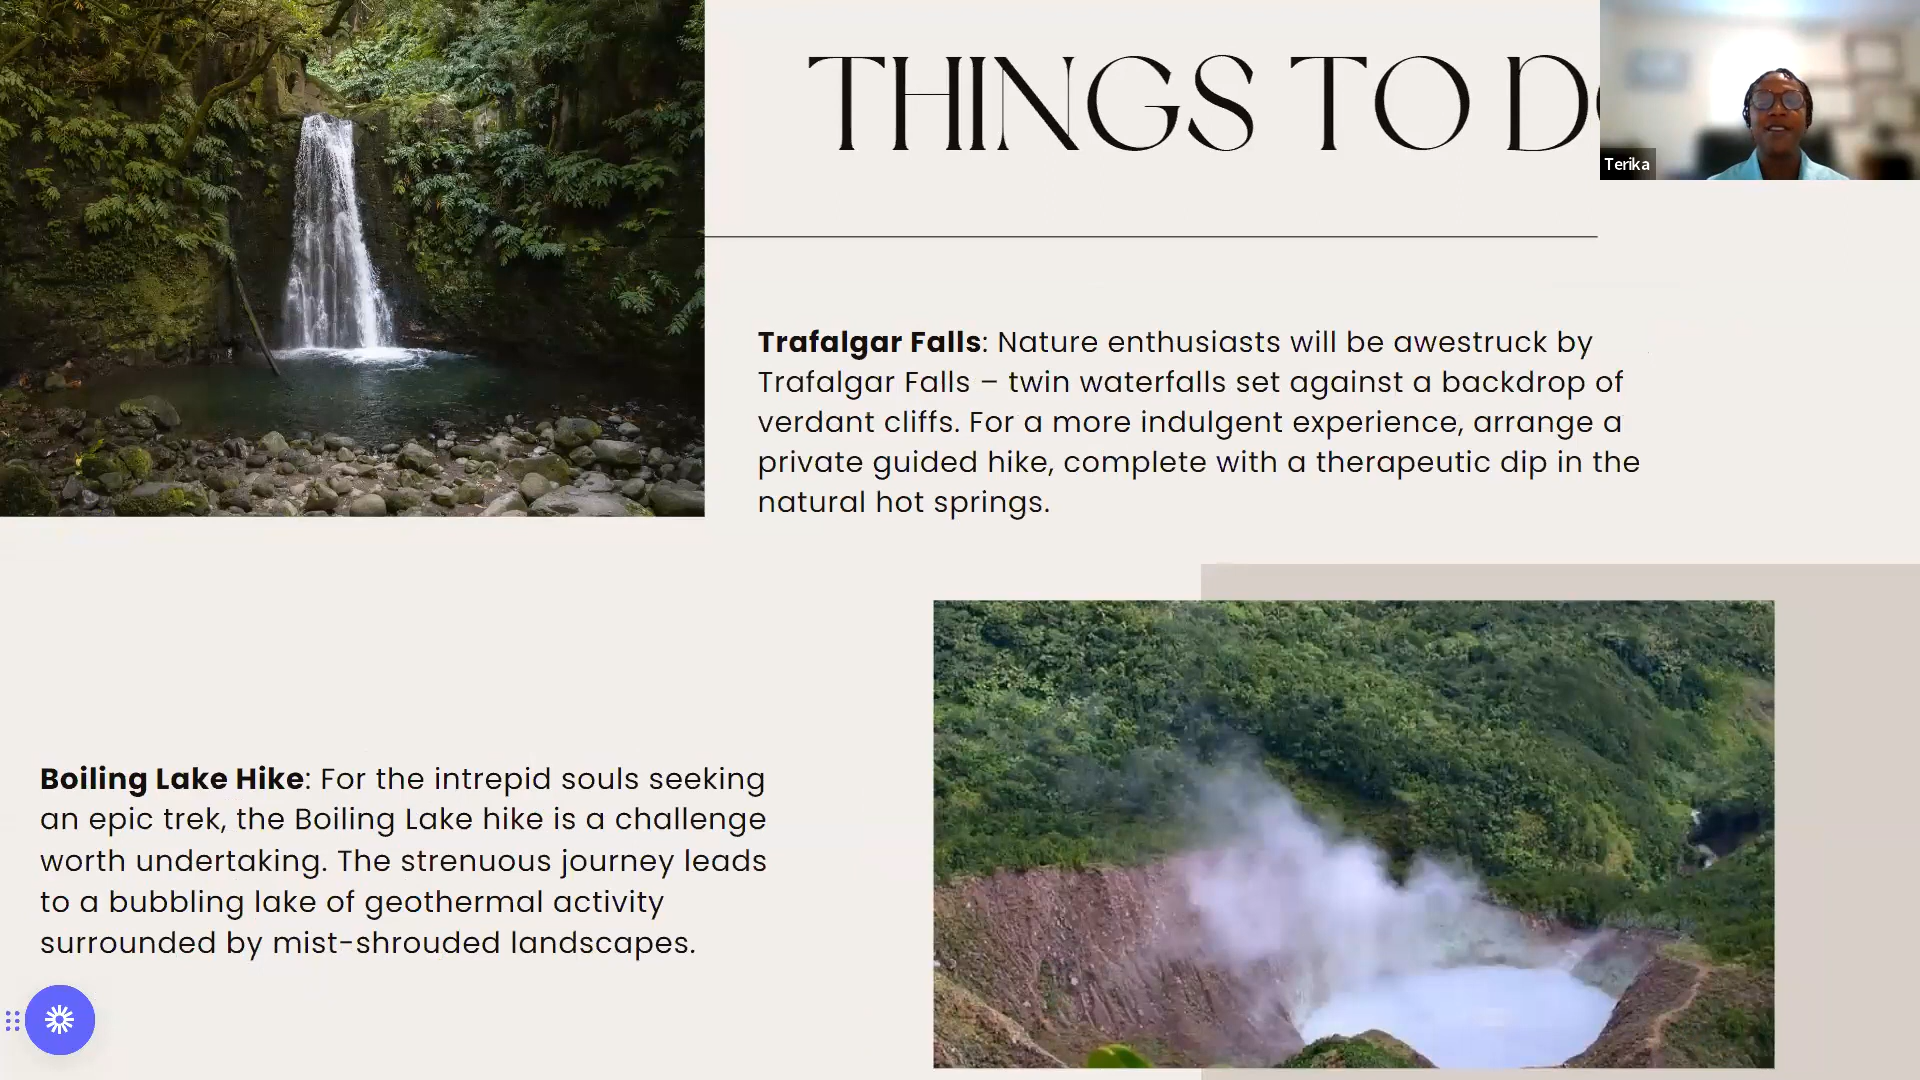 THINGS TO D
Terika
Trafalgar Falls: Nature enthusiasts will be awestruck by
Trafalgar Falls – twin waterfalls set against a backdrop of
verdant cliffs. For a more indulgent experience, arrange a
private guided hike, complete with a therapeutic dip in the
natural hot springs.
Boiling Lake Hike: For the intrepid souls seeking
an epic trek, the Boiling Lake hike is a challenge
worth undertaking. The strenuous journey leads
to a bubbling lake of geothermal activity
surrounded by mist-shrouded landscapes.